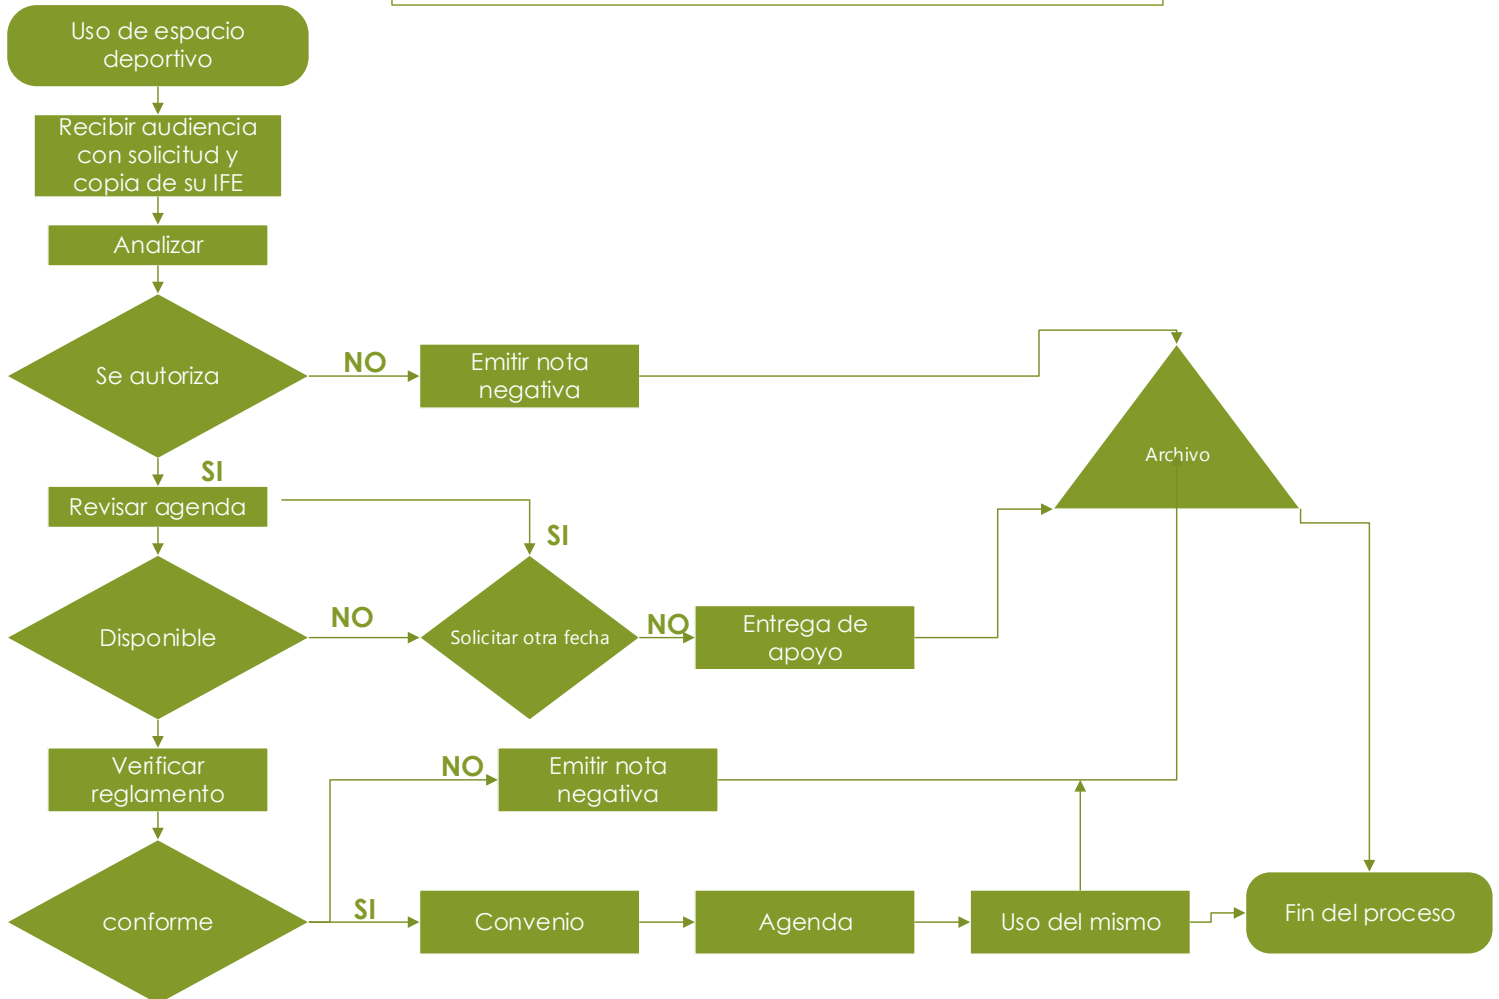 Uso de espacio
deportivo
Recibir audiencia
con solicitud y
copia de su IFE
Analizar
Se autoriza
NO
Emitir nota
negativa
Archivo
SI
Revisar agenda
SI
Disponible
NO
Solicitar otra fecha
NO
Entrega de
apoyo
Verificar
reglamento
NO
Emitir nota
negativa
conforme
SI
Convenio
Agenda
Uso del mismo
Fin del proceso